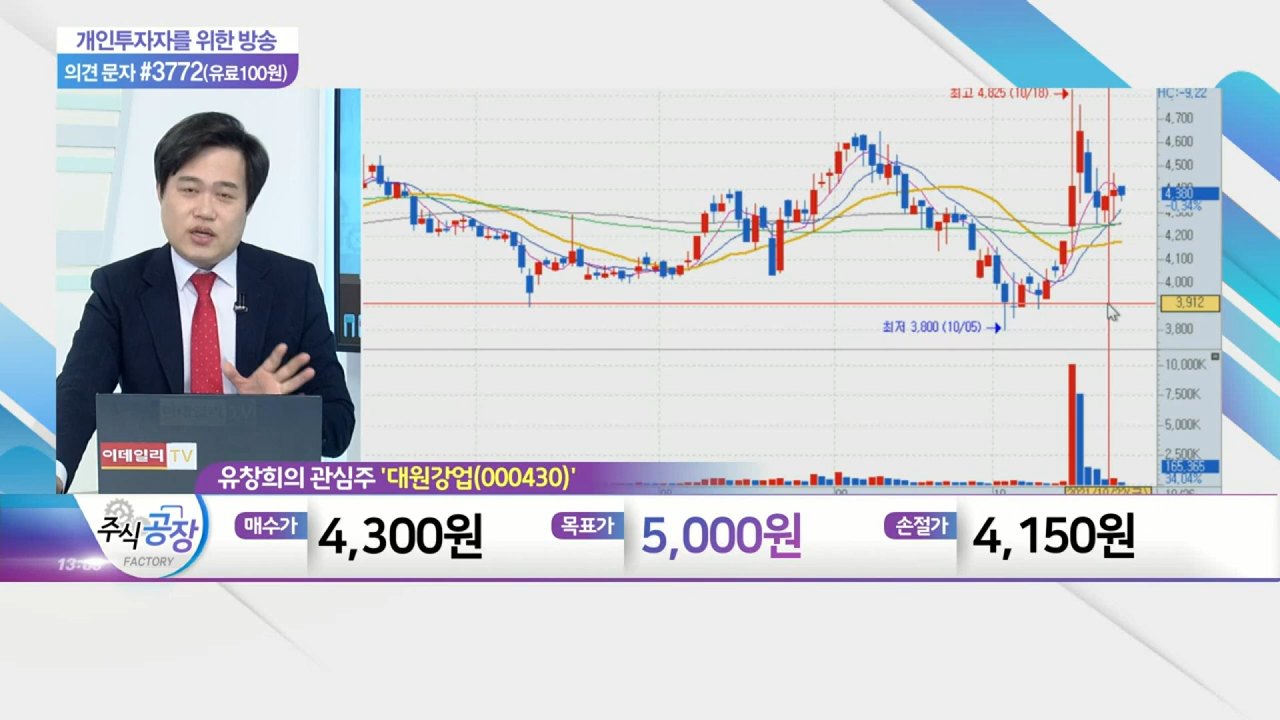 개인투자자를 위한 방송
의견 문자 #3772(유료100원)
최고 4,825 (10/18)
HC:-9.22
4,700
4,600
4,500
4,380
-0.34%
4,200
4,100
4,000
3,912
최저 3,800 (10/05)
3,800
10,000K
7,500K
5,000K
2,500K
165,365
34.04%
이데일리 TV
유창희의 관심주 '대원강업(000430)'
주식공장
FACTORY
매수가 4,300원 목표가 5,000원 손절가 4,150원